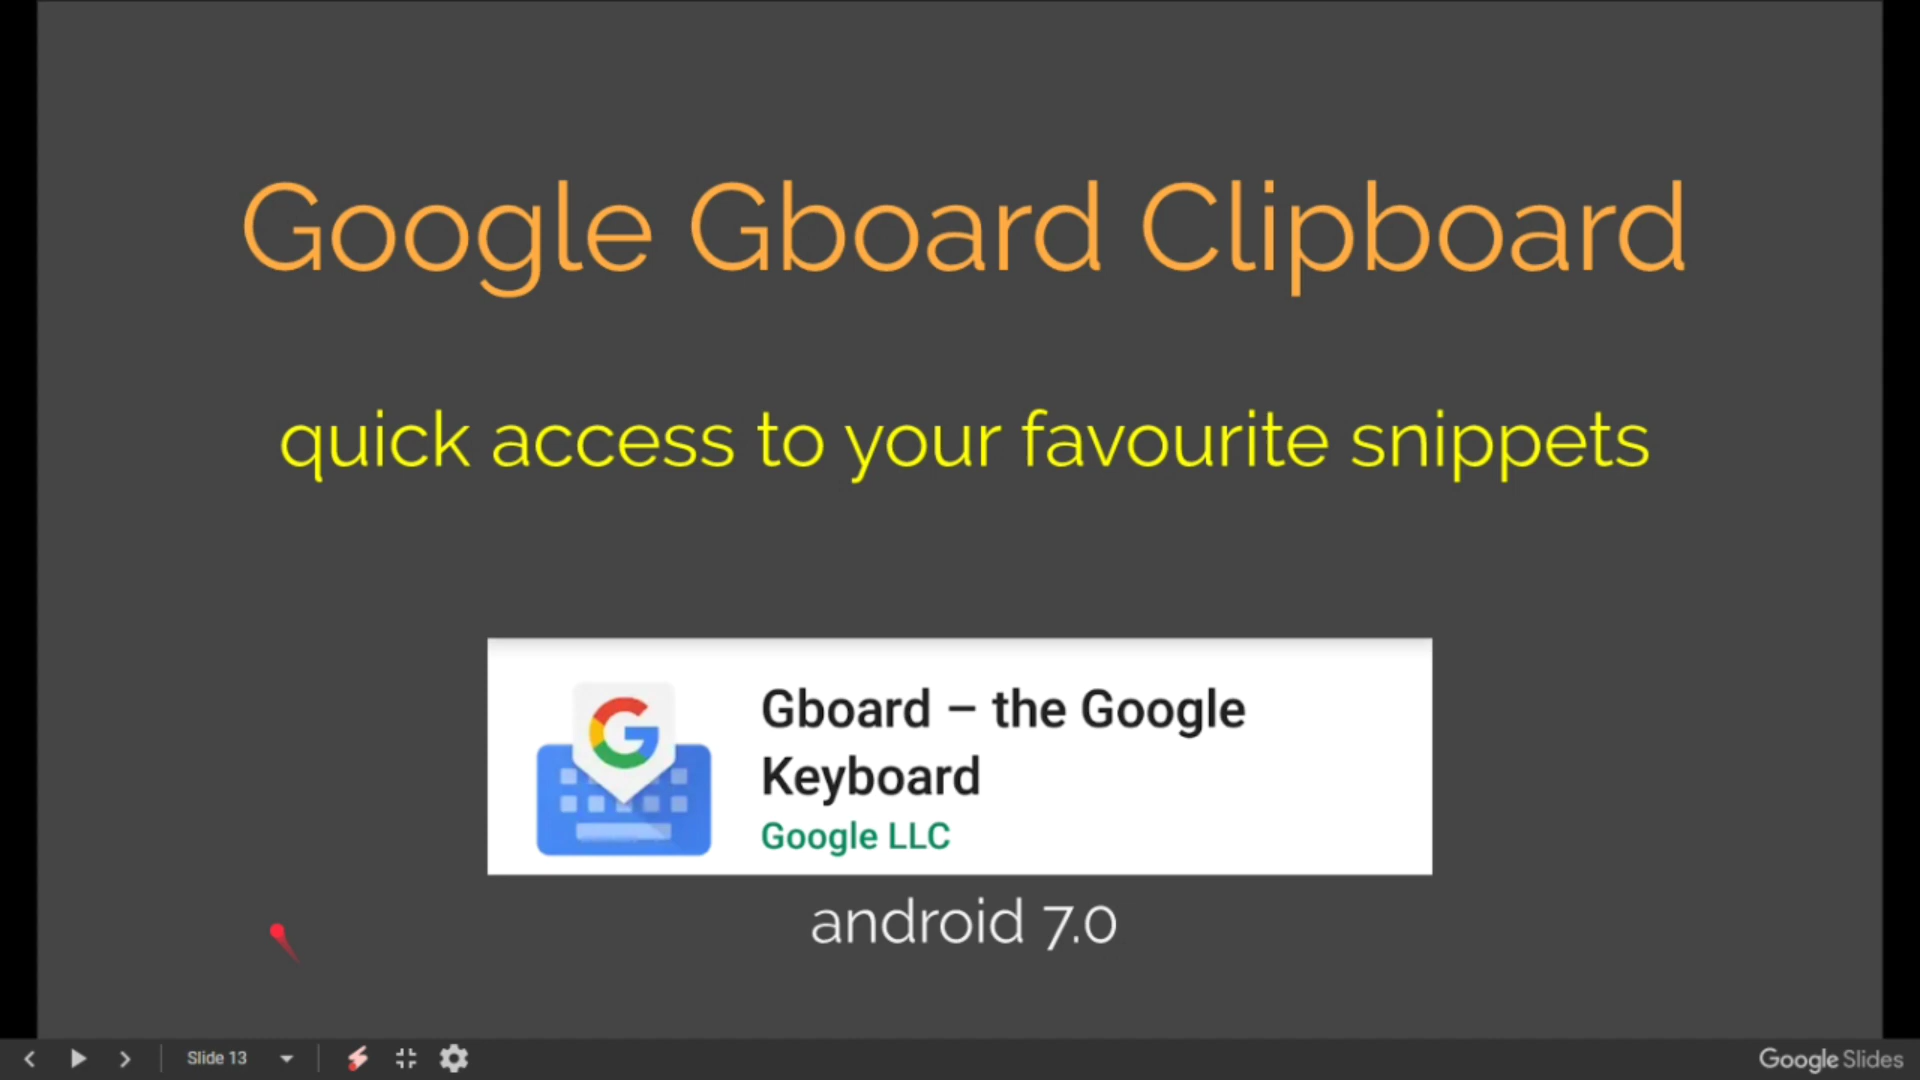 Google Gboard Clipboard
quick access to your favourite snippets
Gboard – the Google
Keyboard
Google LLC
android 7.0
Slide 13
Google Slides